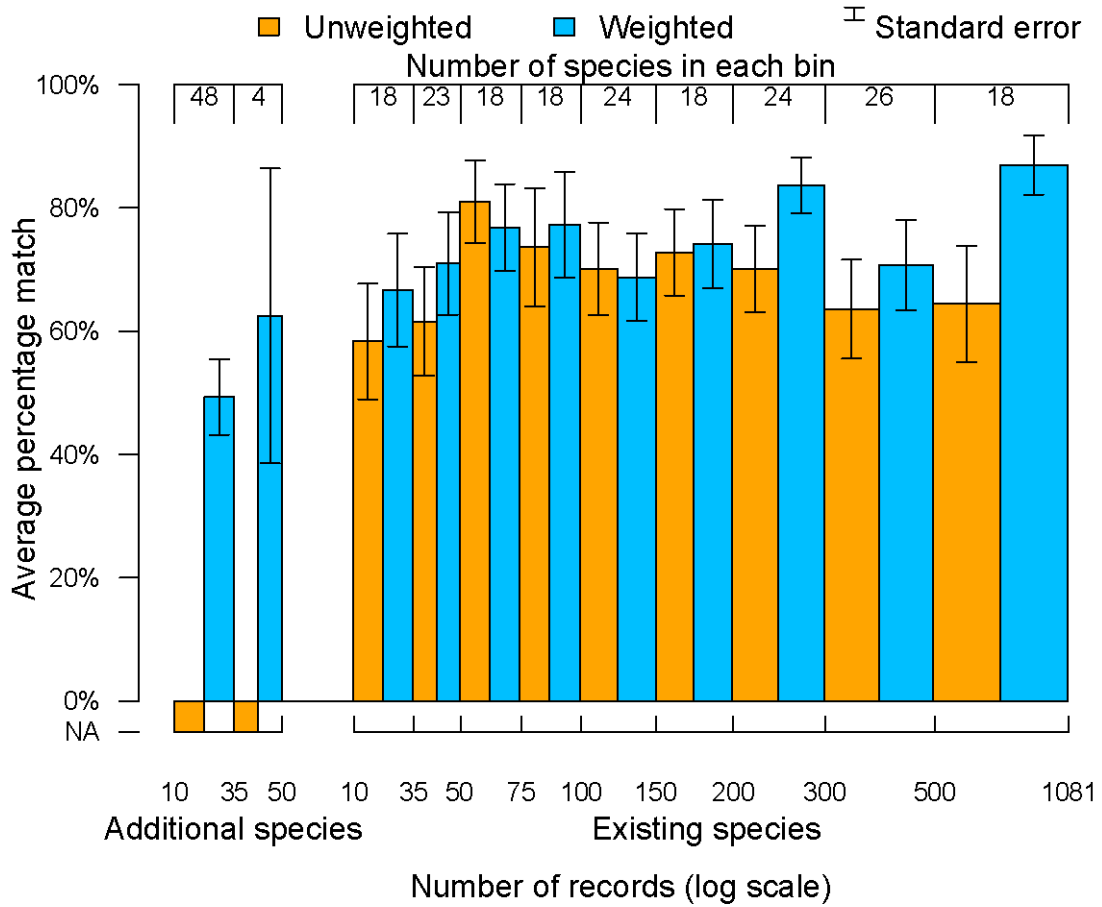 Unweighted Weighted Standard error
Number of species in each bin
48 4 18 23 18 18 24 18 24 26 18
100%
80%
60%
40%
20%
0%
NA
Average percentage match
10 35 50 10 35 50 75 100 150 200 300 500 1081
Additional species Existing species
Number of records (log scale)